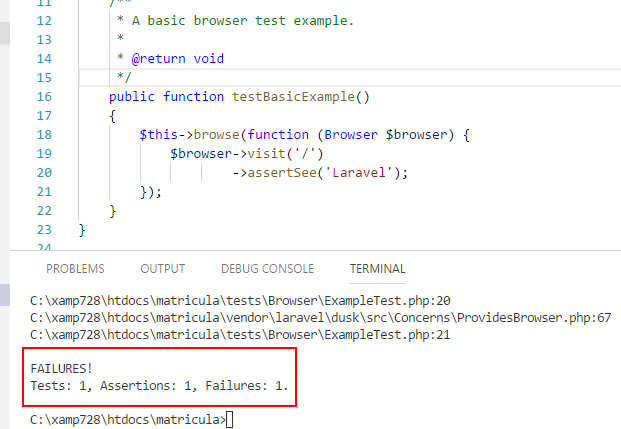 11 /**
12 * A basic browser test example.
13 *
14 * @return void
15 */
16 public function testBasicExample()
17 {
18 $this->browse(function (Browser $browser) {
19 $browser->visit('/')
20 ->assertSee('Laravel');
21 });
22 }
23 }
24
PROBLEMS OUTPUT DEBUG CONSOLE TERMINAL
C:\xamp728\htdocs\matricula\tests\Browser\ExampleTest.php:20
C:\xamp728\htdocs\matricula\vendor\laravel\dusk\src\Concerns\ProvidesBrowser.php:67
C:\xamp728\htdocs\matricula\tests\Browser\ExampleTest.php:21
FAILURES!
Tests: 1, Assertions: 1, Failures: 1.
C:\xamp728\htdocs\matricula>